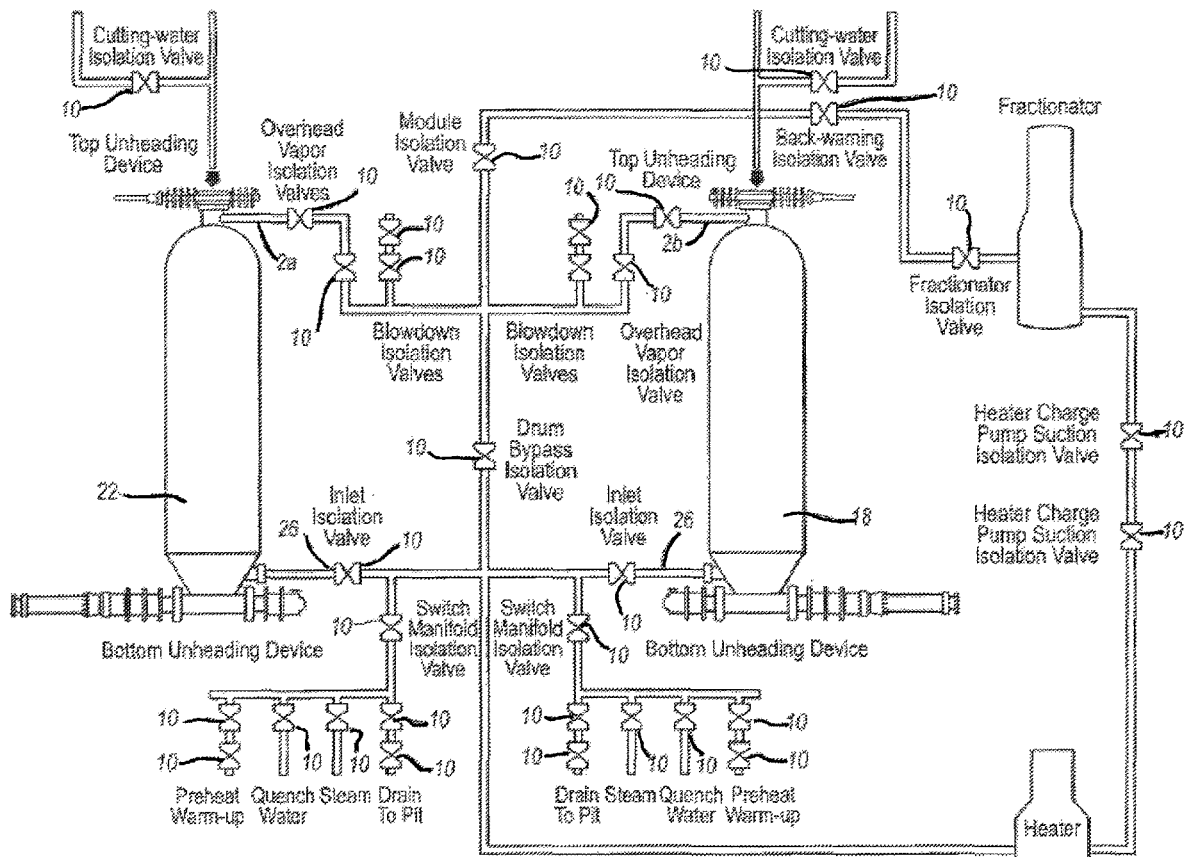 Cutting-water
Isolation Valve
10
Top Unheading
Device
Overhead
Vapor
Isolation
Valves
10
2a
10
10
10
Blowdown
Isolation
Valves
Module
Isolation
Valve
10
Cutting-water
Isolation Valve
10
10
Back-warning
Isolation Valve
Top Unheading
Device
10
10
2b
10
Blowdown
Isolation
Valves
Overhead
Vapor
Isolation
Valve
Fractionator
10
Fractionator
Isolation
Valve
10
Drum
Bypass
Isolation
Valve
Heater Charge
Pump Suction
Isolation Valve
10
Heater Charge
Pump Suction
Isolation Valve
10
22
18
Inlet
Isolation
Valve
26
10
Inlet
Isolation
Valve
26
10
Bottom Unheading Device
10
Switch
Manifold
Isolation
Valve
Switch
Manifold
Isolation
Valve
10
Bottom Unheading Device
10
10
10
10
10
10
Preheat
Warm-up
Quench
Water
Steam
Drain
To Pit
10
10
10
10
10
10
Drain
To Pit
Steam
Quench
Water
Preheat
Warm-up
Heater